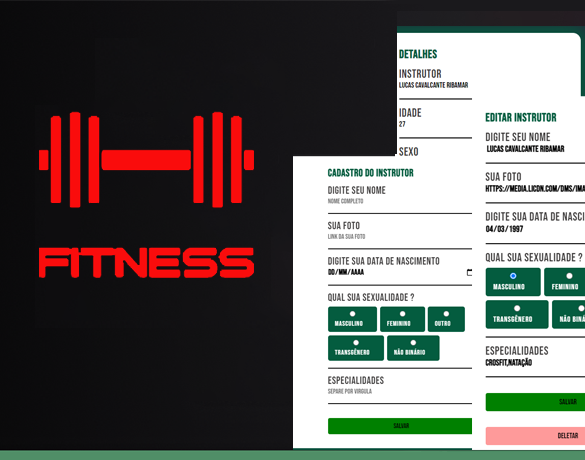 FITNESS
DETALHES
INSTRUTOR
LUCAS CAVALCANTE RIBAMAR
IDADE
27
SEXO
CADASTRO DO INSTRUTOR
DIGITE SEU NOME
NOME COMPLETO
SUA FOTO
LINK DA SUA FOTO
DIGITE SUA DATA DE NASCIMENTO
DD/MM/AAAA
QUAL SUA SEXUALIDADE ?
MASCULINO FEMININO OUTRO
TRANSGÊNERO NÃO BINÁRIO
ESPECIALIDADES
SEPARE POR VIRGULA
SALVAR
EDITAR INSTRUTOR
DIGITE SEU NOME
LUCAS CAVALCANTE RIBAMAR
SUA FOTO
HTTPS://MEDIA.LICDN.COM/DMS/IMA
DIGITE SUA DATA DE NASCI
04/03/1997
QUAL SUA SEXUALIDADE ?
MASCULINO FEMININO
TRANSGÊNERO NÃO BINÁ
ESPECIALIDADES
CROSFIT,NATAÇÃO
SALVAR
DELETAR